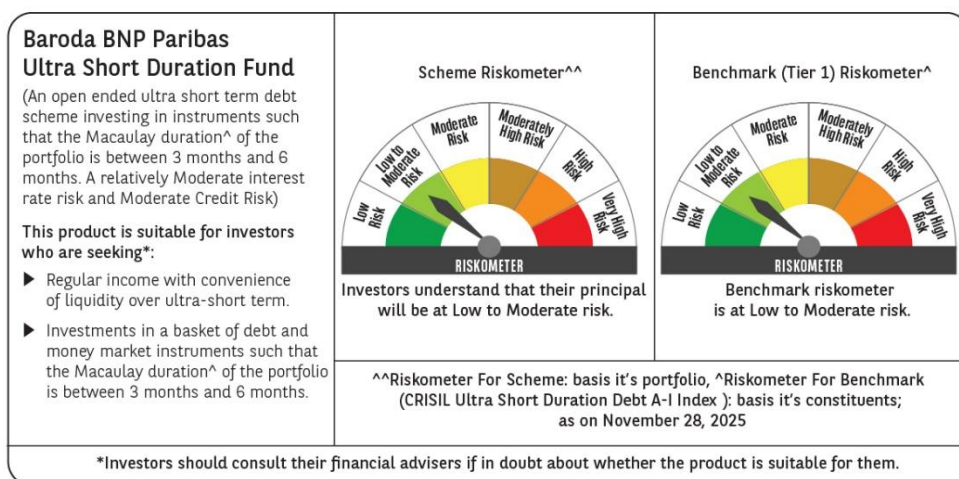 Baroda BNP Paribas
Ultra Short Duration Fund
(An open ended ultra short term debt
scheme investing in instruments such
that the Macaulay duration^ of the
portfolio is between 3 months and 6
months. A relatively Moderate interest
rate risk and Moderate Credit Risk)
This product is suitable for investors
who are seeking*:
▶ Regular income with convenience
of liquidity over ultra-short term.
▶ Investments in a basket of debt and
money market instruments such that
the Macaulay duration^ of the portfolio
is between 3 months and 6 months.
Scheme Riskometer^^
Low
Risk
Low to
Moderate
Risk
Moderate
Risk
Moderately
High Risk
High
Risk
Very High
Risk
RISKOMETER
Investors understand that their principal
will be at Low to Moderate risk.
Benchmark (Tier 1) Riskometer^
Low
Risk
Low to
Moderate
Risk
Moderate
Risk
Moderately
High Risk
High
Risk
Very High
Risk
RISKOMETER
Benchmark riskometer
is at Low to Moderate risk.
^^Riskometer For Scheme: basis it's portfolio, ^Riskometer For Benchmark
(CRISIL Ultra Short Duration Debt A-I Index ): basis it's constituents;
as on November 28, 2025
*Investors should consult their financial advisers if in doubt about whether the product is suitable for them.